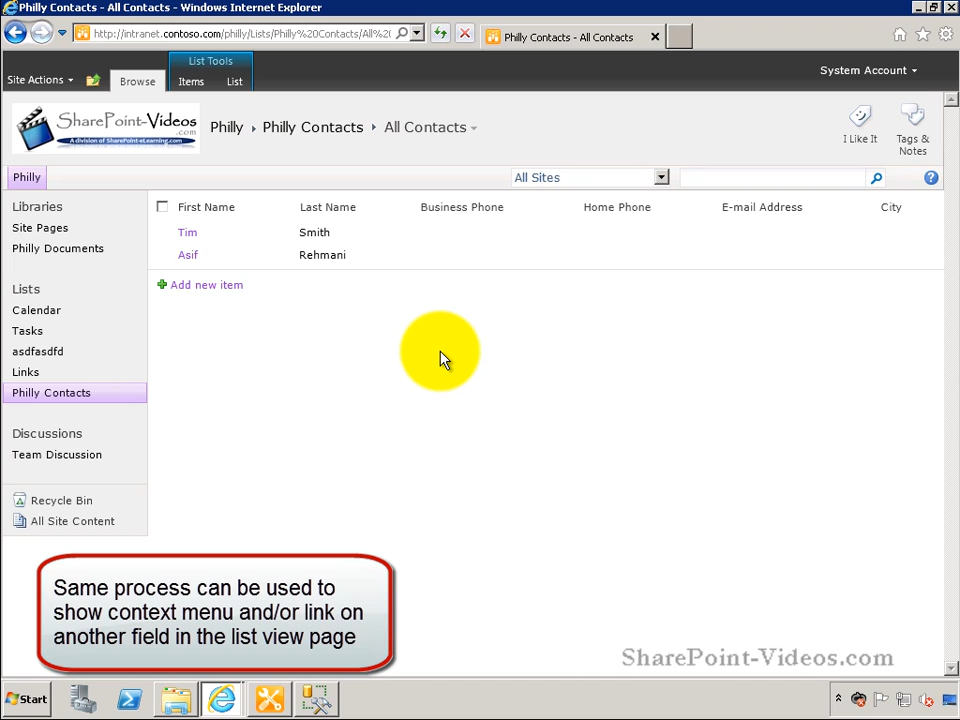 Philly Contacts - All Contacts - Windows Internet Explorer
http://intranet.contoso.com/philly/Lists/Philly%20Contacts/All%2(
Philly Contacts - All Contacts
List Tools
Site Actions
Browse
Items
List
System Account
SharePoint-Videos
.com
A division of SharePoint-eLearning.com
Philly
Philly Contacts
All Contacts
I Like It
Tags & Notes
Philly
All Sites
Libraries
Site Pages
Philly Documents
Lists
Calendar
Tasks
asdfasdfd
Links
Philly Contacts
Discussions
Team Discussion
Recycle Bin
All Site Content
First Name Last Name Business Phone Home Phone E-mail Address City
Tim Smith
Asif Rehmani
Add new item
Same process can be used to
show context menu and/or link on
another field in the list view page
SharePoint-Videos.com
Start